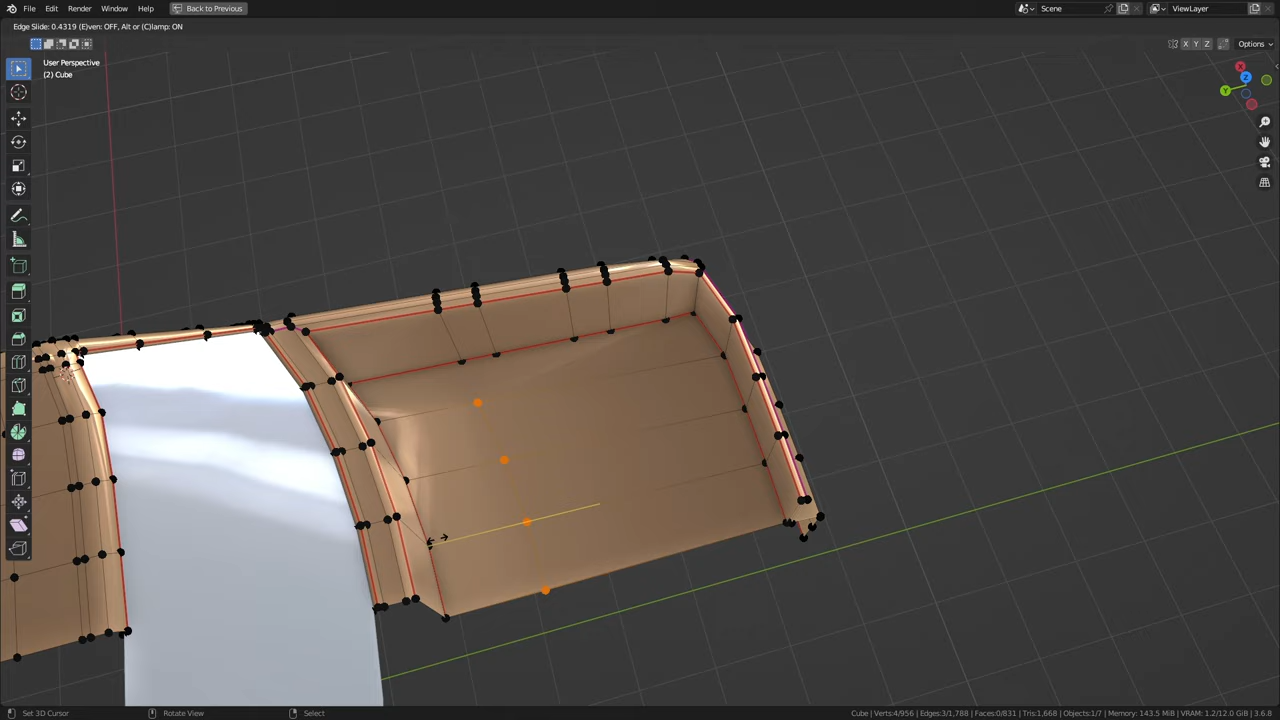 File Edit Render Window Help Back to Previous Scene ViewLayer
Edge Slide: 0.4319 (E)ven: OFF, Alt or (C)lamp: ON
X Y Z Options
User Perspective
(2) Cube
X
Z
Y
Set 3D Cursor Rotate View Select Cube | Verts:4/956 | Edges:3/1,788 | Faces:0/831 | Tris:1,668 | Objects:1/7 | Memory: 143.5 MiB | VRAM: 1.2/12.0 GiB | 3.6.8